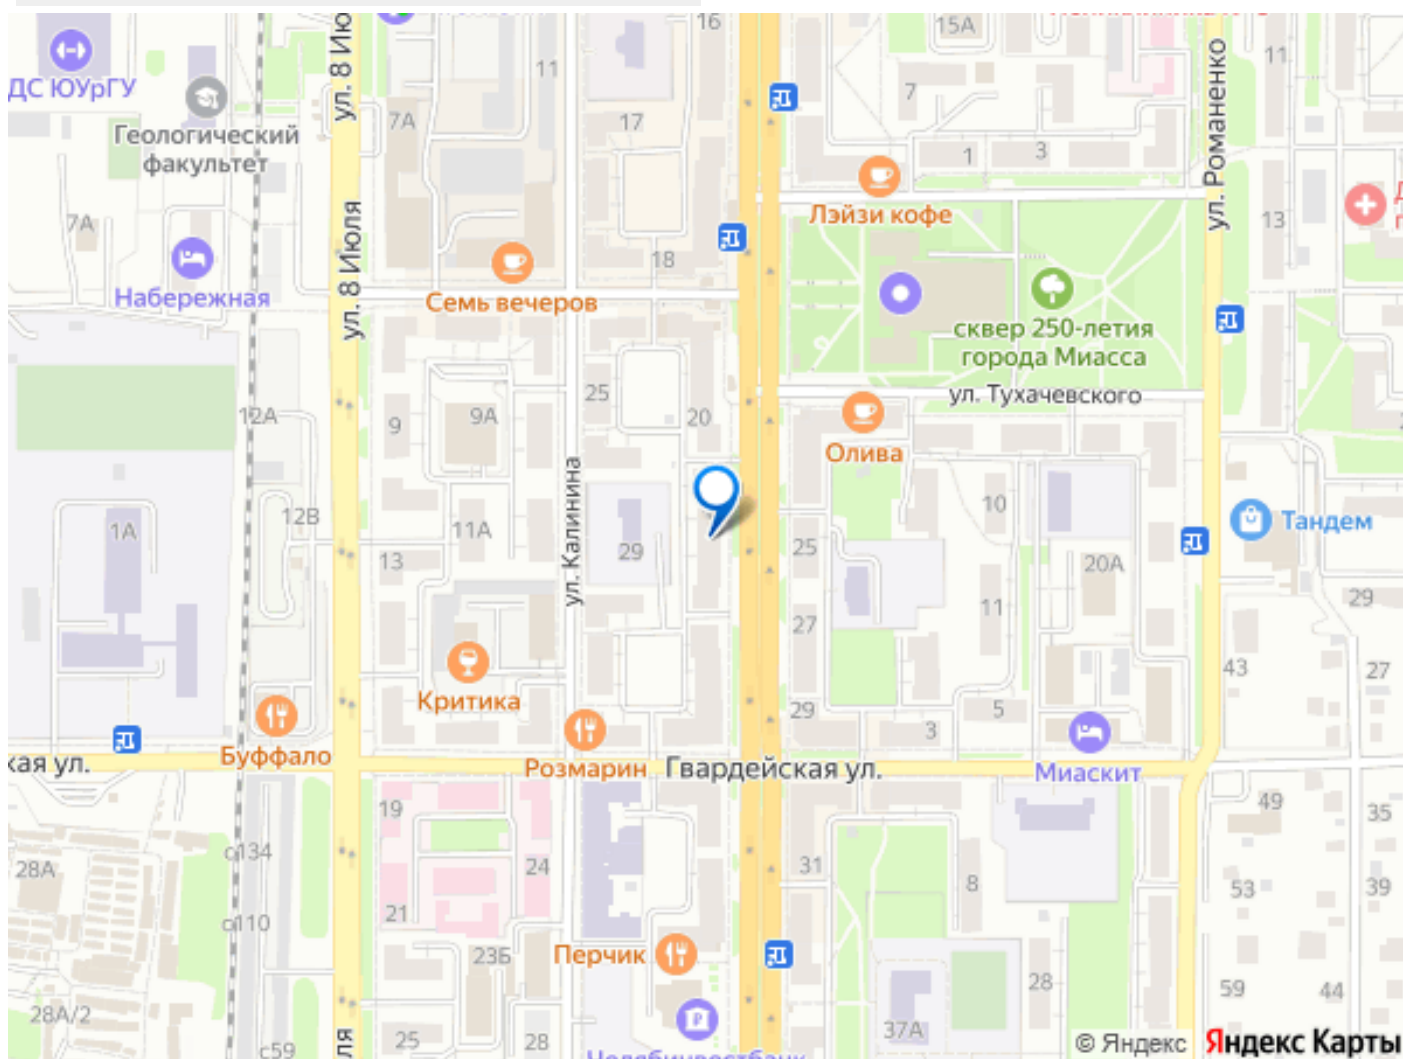 16
15А
11
ул. 8 Ию
ул. Романенко
11
ДС ЮУрГУ
7
7А
17
Геологический
факультет
1
3
Лэйзи кофе
7А
13
18
ул. 8 Июля
Набережная
Семь вечеров
сквер 250-летия
города Миасса
25
ул. Тухачевского
12А
9
9А
20
Олива
ул. Калинина
10
12В
11А
Тандем
1А
25
13
29
20А
29
11
27
43
27
Критика
29
5
3
Буффало
кая ул.
Розмарин
Гвардейская ул.
Миаскит
19
49
35
с134
28А
24
31
8
53
39
21
с110
23Б
Перчик
28
59
44
28А/2
37А
25
28
ля
с59
Челябинвестбанк
© Яндекс
Яндекс Карты